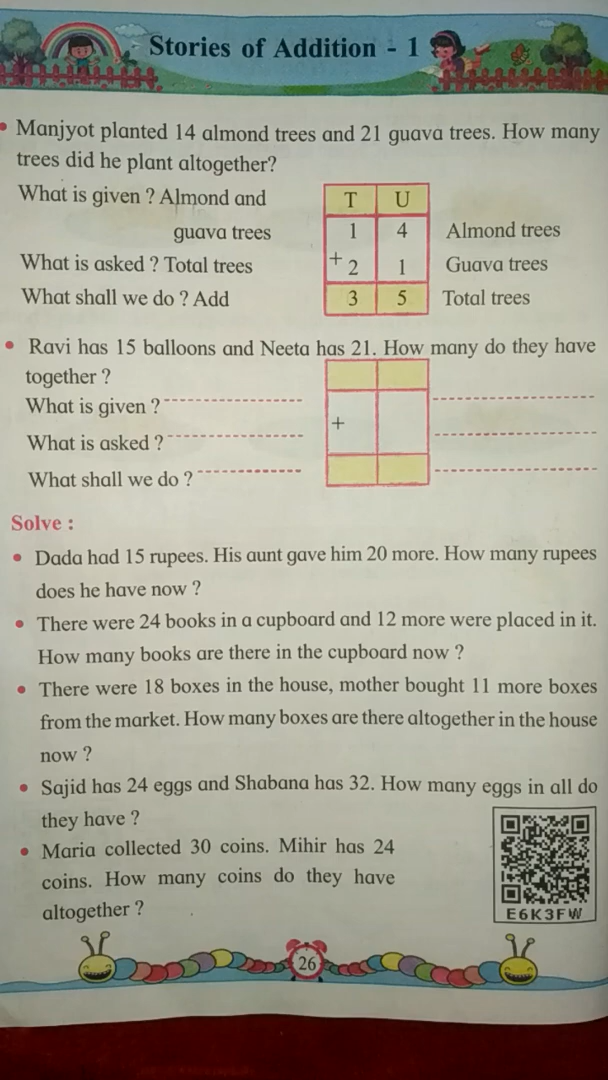 Stories of Addition - 1
• Manjyot planted 14 almond trees and 21 guava trees. How many
trees did he plant altogether?
What is given ? Almond and
guava trees
What is asked ? Total trees
What shall we do ? Add
T U
1 4 Almond trees
+ 2 1 Guava trees
3 5 Total trees
• Ravi has 15 balloons and Neeta has 21. How many do they have
together ?
What is given ?
What is asked ?
What shall we do ?
+
Solve :
• Dada had 15 rupees. His aunt gave him 20 more. How many rupees
does he have now ?
• There were 24 books in a cupboard and 12 more were placed in it.
How many books are there in the cupboard now ?
• There were 18 boxes in the house, mother bought 11 more boxes
from the market. How many boxes are there altogether in the house
now ?
• Sajid has 24 eggs and Shabana has 32. How many eggs in all do
they have ?
• Maria collected 30 coins. Mihir has 24
coins. How many coins do they have
altogether ?
E6K3FW
26